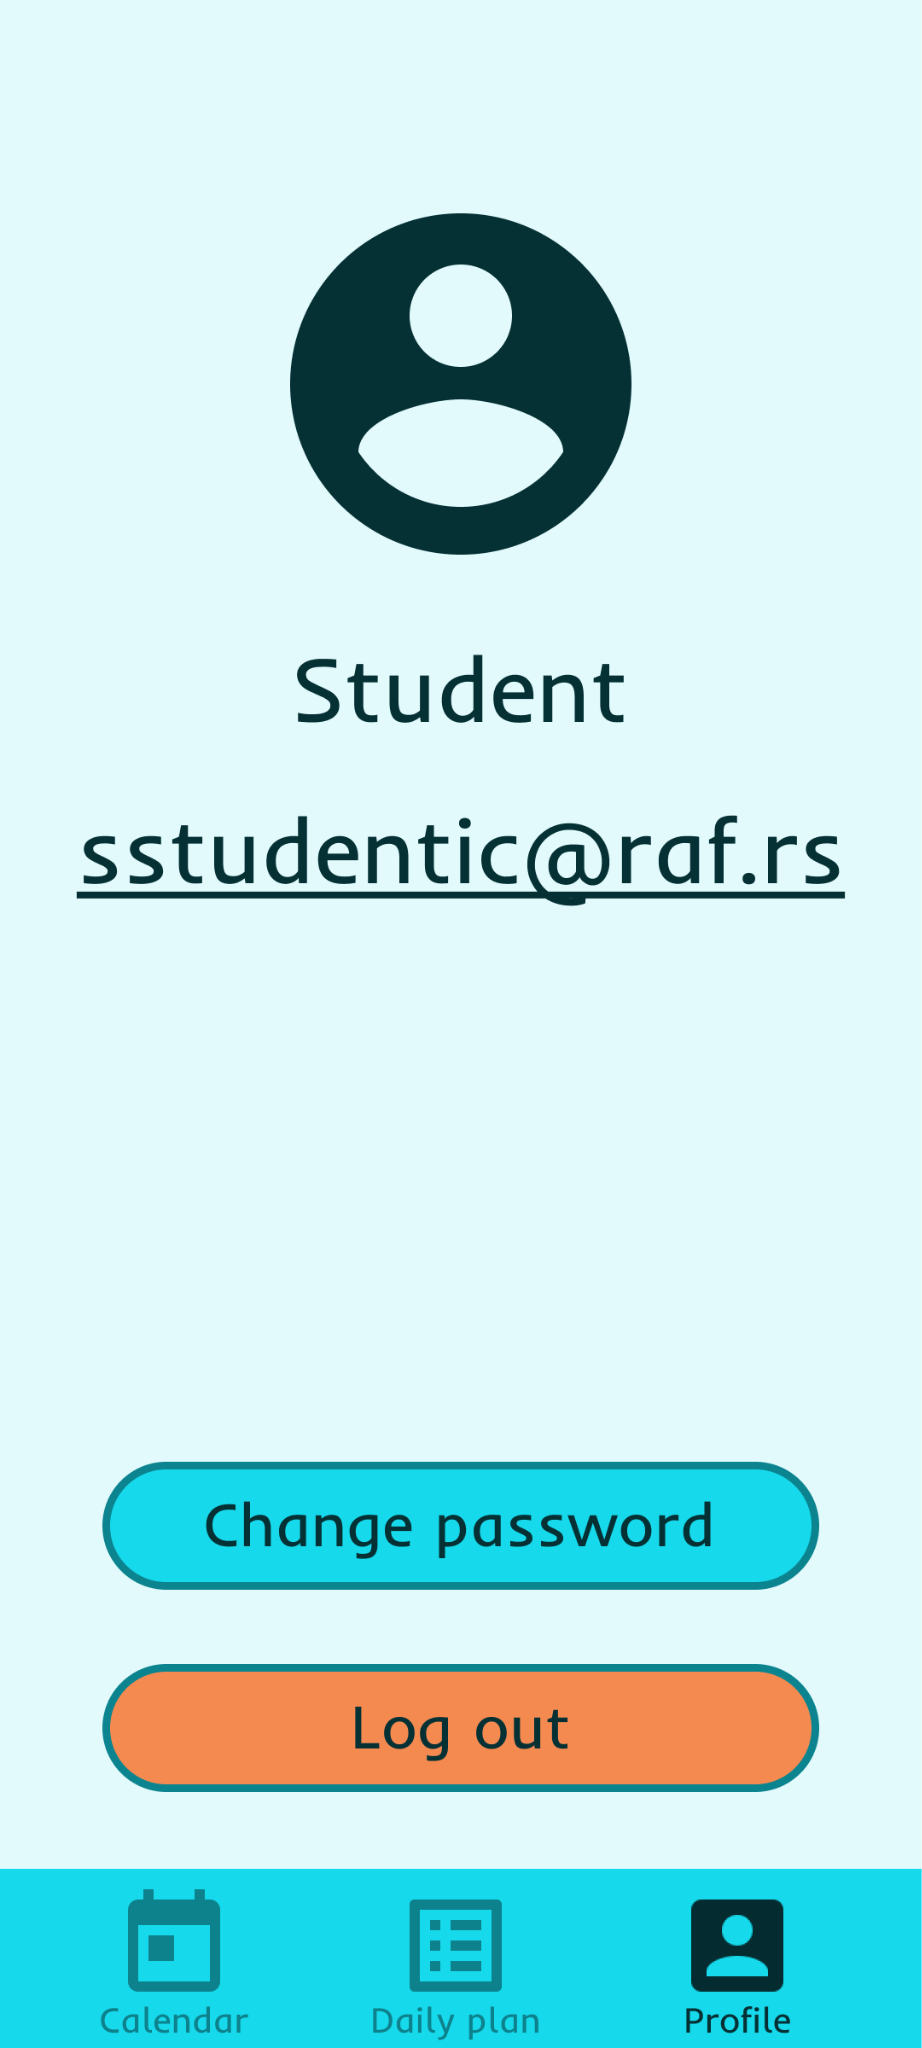 Student
sstudentic@raf.rs
Change password
Log out
Calendar
Daily plan
Profile